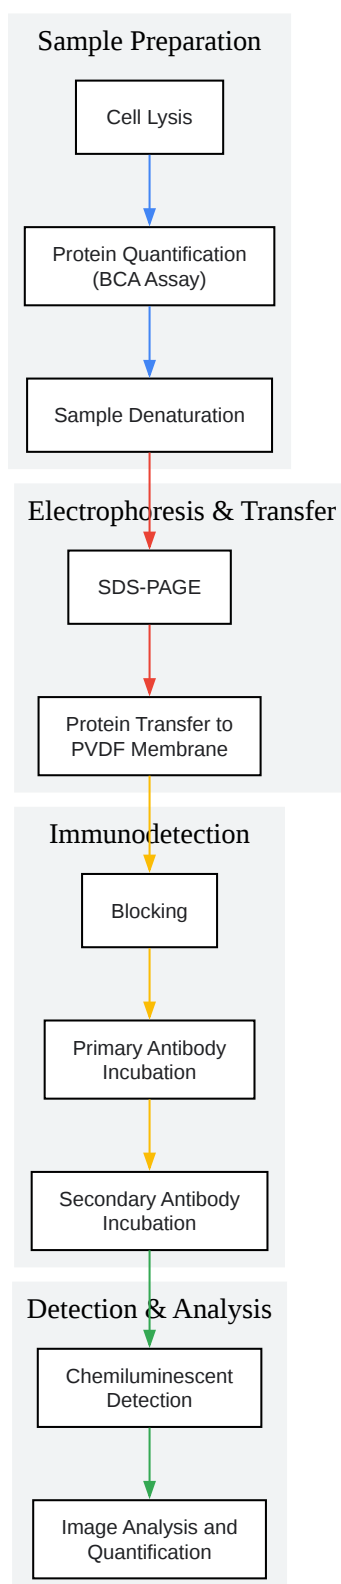 Sample Preparation
Cell Lysis
Protein Quantification
(BCA Assay)
Sample Denaturation
Electrophoresis & Transfer
SDS-PAGE
Protein Transfer to
PVDF Membrane
Immunodetection
Blocking
Primary Antibody
Incubation
Secondary Antibody
Incubation
Detection & Analysis
Chemiluminescent
Detection
Image Analysis and
Quantification